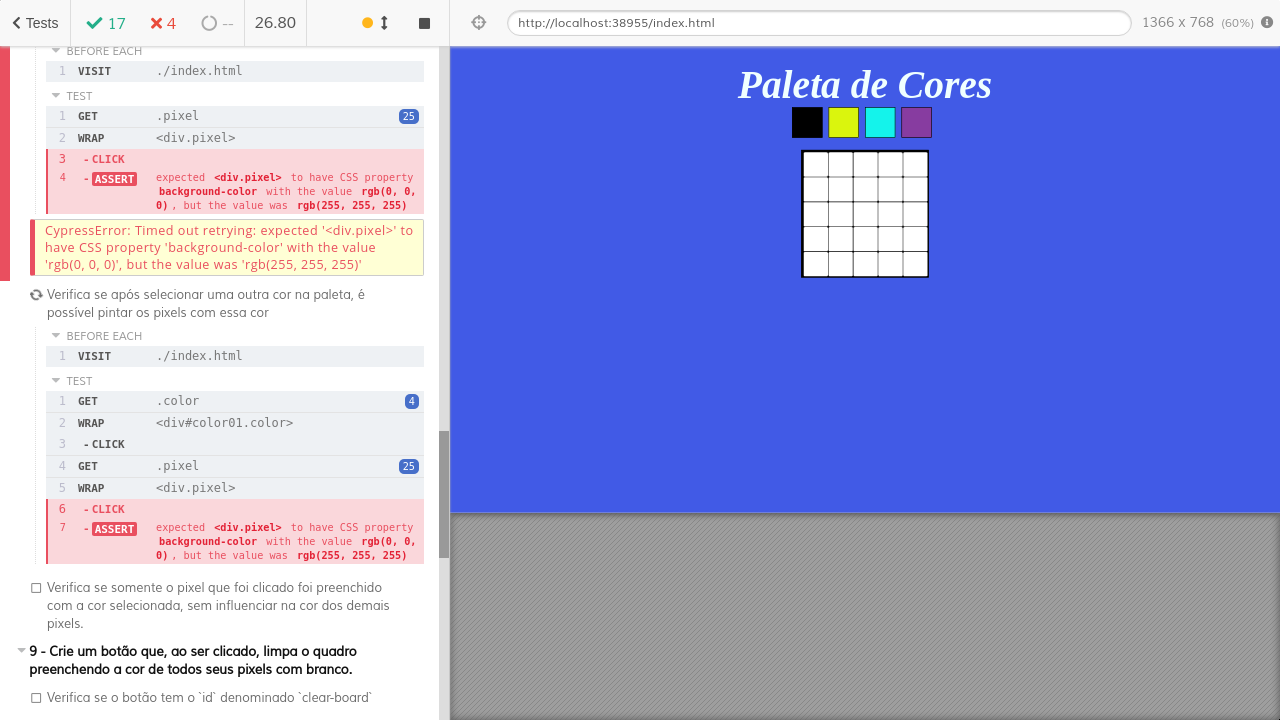 Tests
17
4
--
26.80
http://localhost:38955/index.html
1366 x 768 (60%)
BEFORE EACH
1 VISIT ./index.html
TEST
1 GET .pixel 25
2 WRAP <div.pixel>
3 - CLICK
4 - ASSERT expected <div.pixel> to have CSS property
background-color with the value rgb(0, 0,
0), but the value was rgb(255, 255, 255)
CypressError: Timed out retrying: expected '<div.pixel>' to
have CSS property 'background-color' with the value
'rgb(0, 0, 0)', but the value was 'rgb(255, 255, 255)'
Verifica se após selecionar uma outra cor na paleta, é
possível pintar os pixels com essa cor
BEFORE EACH
1 VISIT ./index.html
TEST
1 GET .color 4
2 WRAP <div#color01.color>
3 - CLICK
4 GET .pixel 25
5 WRAP <div.pixel>
6 - CLICK
7 - ASSERT expected <div.pixel> to have CSS property
background-color with the value rgb(0, 0,
0), but the value was rgb(255, 255, 255)
Verifica se somente o pixel que foi clicado foi preenchido
com a cor selecionada, sem influenciar na cor dos demais
pixels.
9 - Crie um botão que, ao ser clicado, limpa o quadro
preenchendo a cor de todos seus pixels com branco.
Verifica se o botão tem o `id` denominado `clear-board`
Paleta de Cores